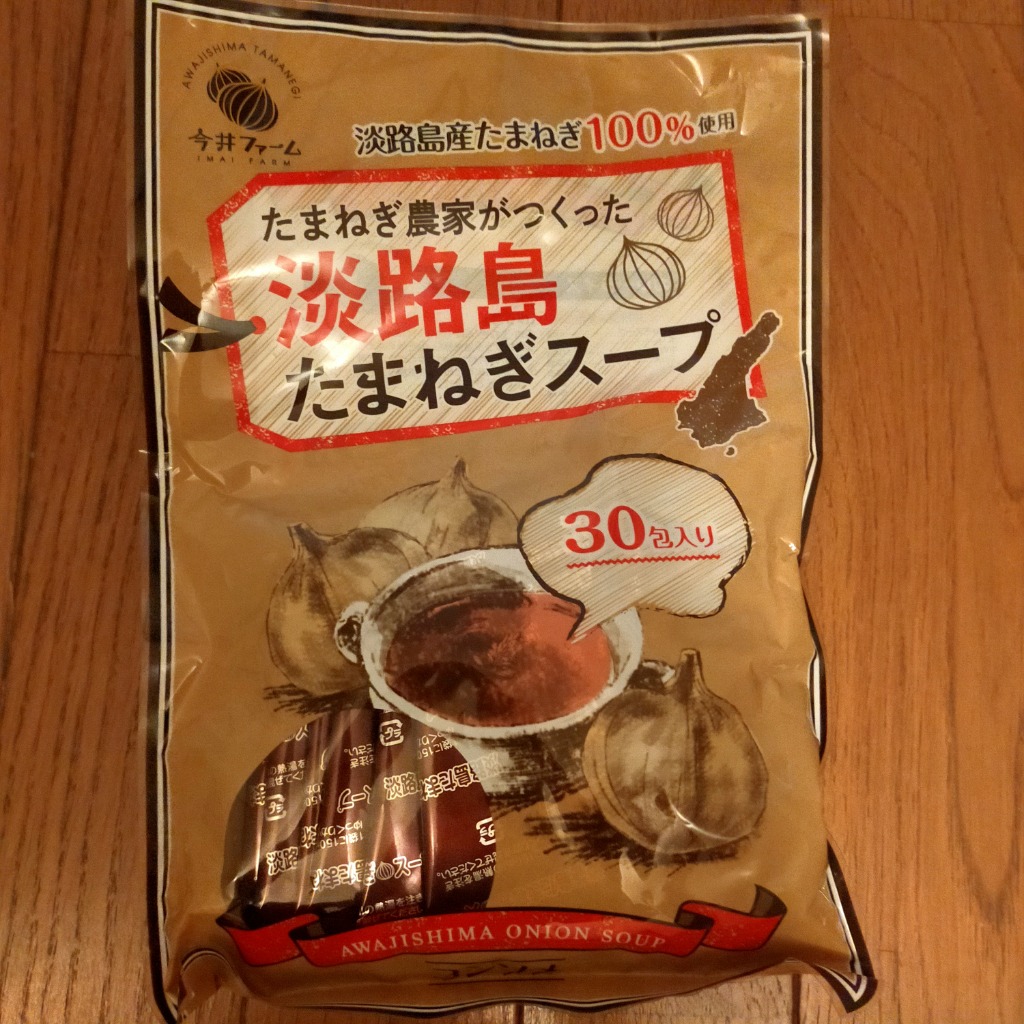 AWAJISHIMA TAMANEGI
今井ファーム
IMAI FARM
淡路島産たまねぎ100%使用
たまねぎ農家がつくった
淡路島
たまねぎスープ
30包入り
AWAJISHIMA ONION SOUP